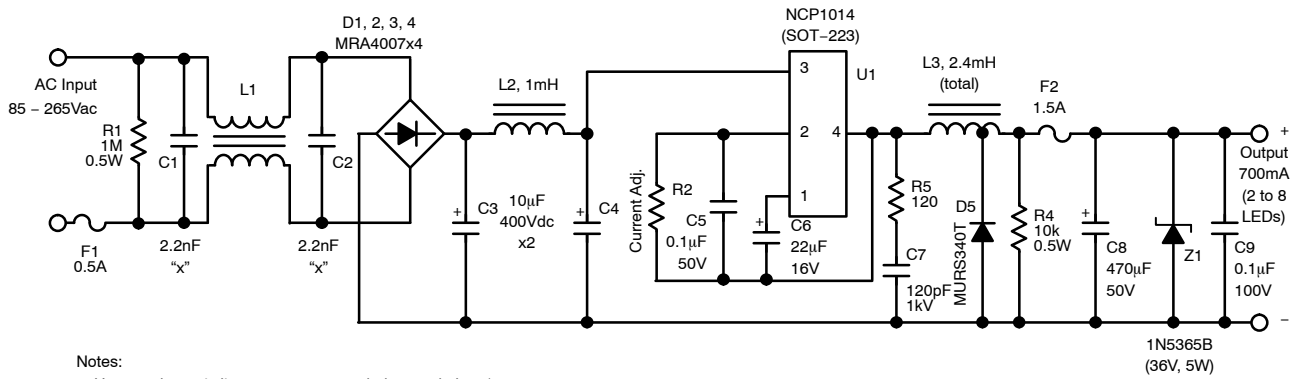 NCP1014
(SOT−223)
U1
3
2
4
1
D1, 2, 3, 4
MRA4007x4
AC Input
85 − 265Vac
L1
L2, 1mH
L3, 2.4mH
(total)
F2
1.5A
R1
1M
0.5W
C1
C2
C3
10μF
400Vdc
x2
C4
+
+
Current Adj.
R2
C5
0.1μF
50V
+
C6
22μF
16V
R5
120
C7
120pF
1kV
D5
MURS340T
R4
10k
0.5W
+
C8
470μF
50V
Z1
C9
0.1μF
100V
+
Output
700mA
(2 to 8
LEDs)
−
F1
0.5A
2.2nF
“x”
2.2nF
“x”
1N5365B
(36V, 5W)
Notes: